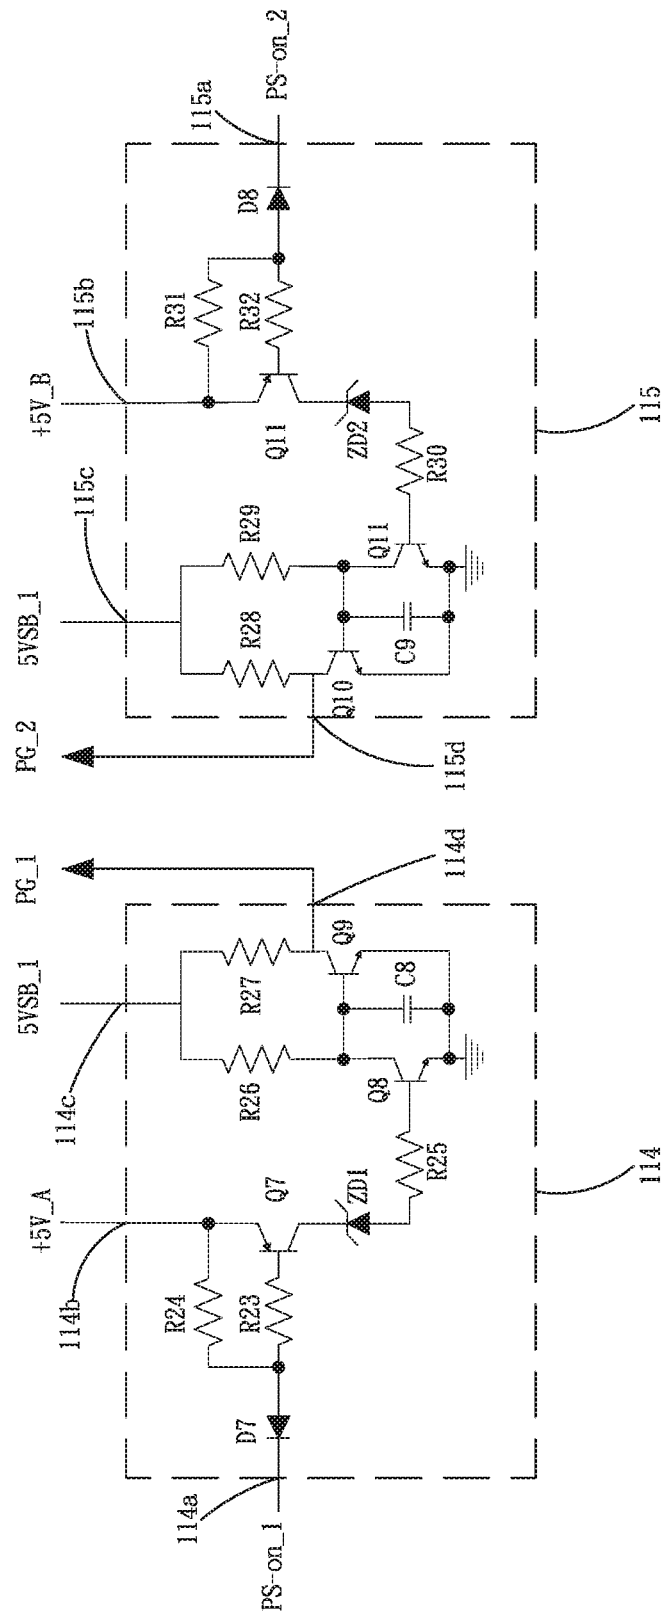 +5V_A
5VSB_1
PG_1
PG_2
5VSB_1
+5V_B
114b
114c
115c
115b
R24
R31
114a
115a
PS-on_1
D7
R23
Q7
R26
R27
R28
R29
Q11
R32
D8
PS-on_2
Q9
Q10
ZD1
ZD2
Q8
Q11
C8
C9
R25
R30
114d
115d
114
115